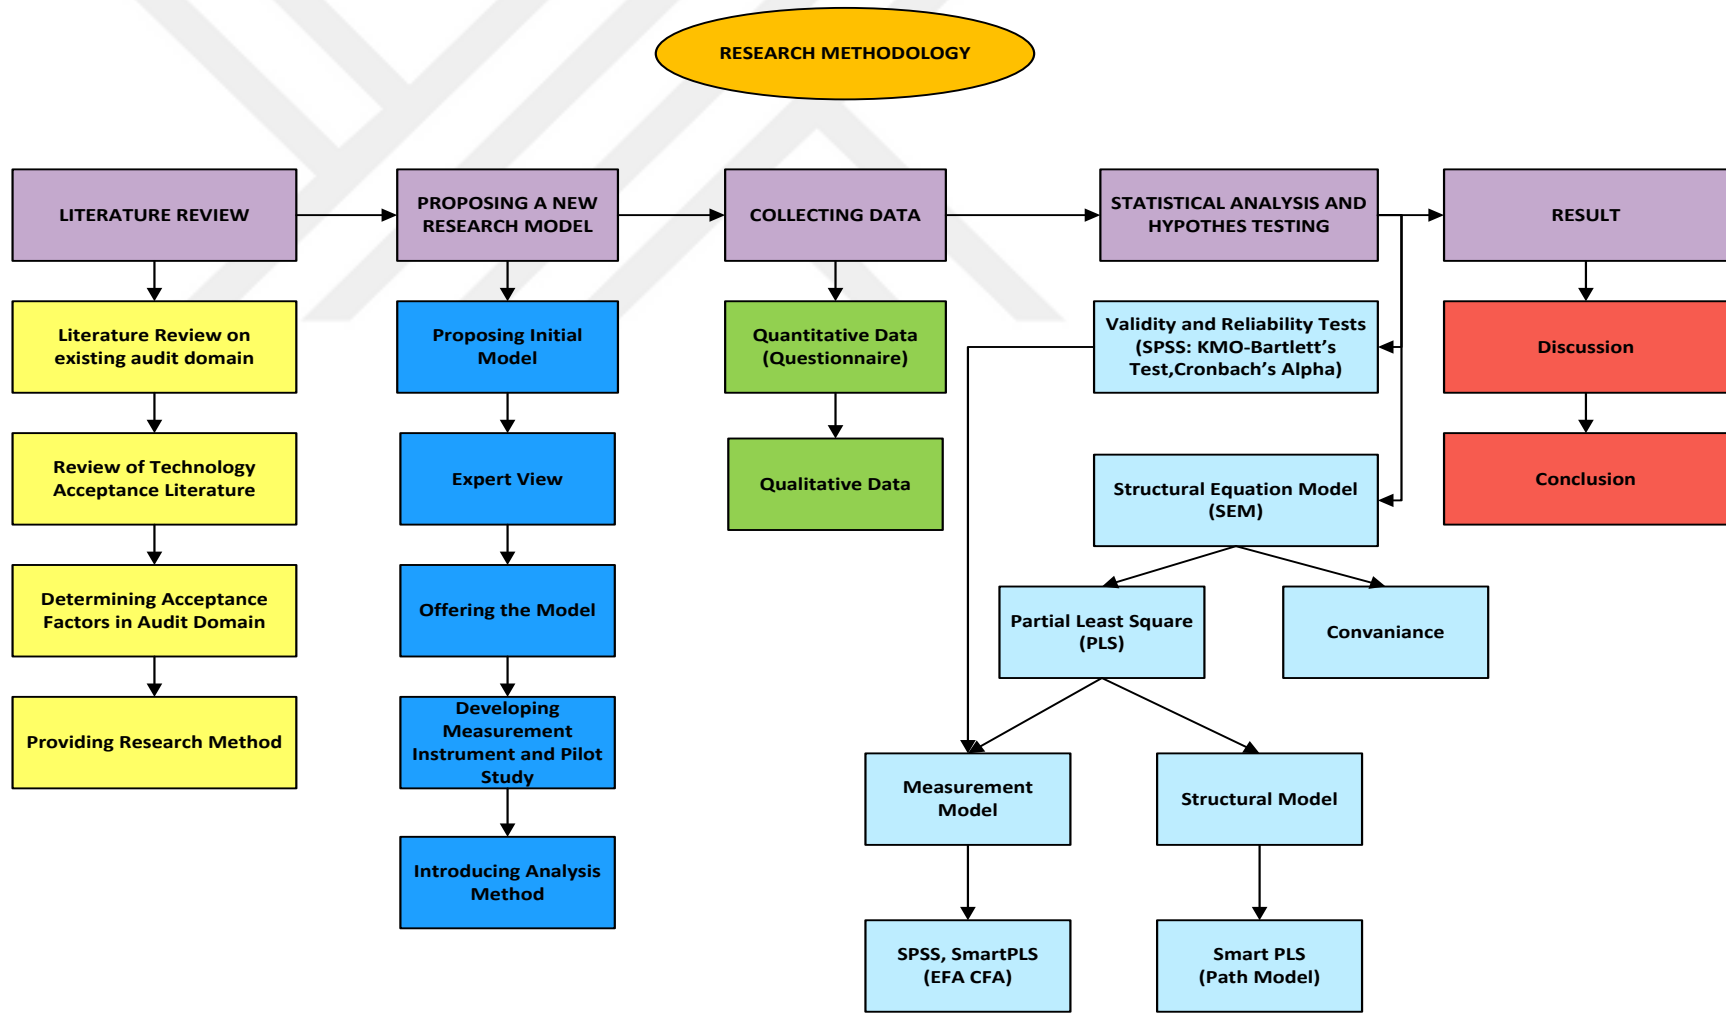 RESEARCH METHODOLOGY
LITERATURE REVIEW
PROPOSING A NEW
RESEARCH MODEL
COLLECTING DATA
STATISTICAL ANALYSIS AND
HYPOTHES TESTING
RESULT
Literature Review on
existing audit domain
Review of Technology
Acceptance Literature
Determining Acceptance
Factors in Audit Domain
Providing Research Method
Proposing Initial
Model
Expert View
Offering the Model
Developing
Measurement
Instrument and Pilot
Study
Introducing Analysis
Method
Quantitative Data
(Questionnaire)
Qualitative Data
Validity and Reliability Tests
(SPSS: KMO-Bartlett’s
Test,Cronbach’s Alpha)
Structural Equation Model
(SEM)
Partial Least Square
(PLS)
Convaniance
Measurement
Model
Structural Model
SPSS, SmartPLS
(EFA CFA)
Smart PLS
(Path Model)
Discussion
Conclusion